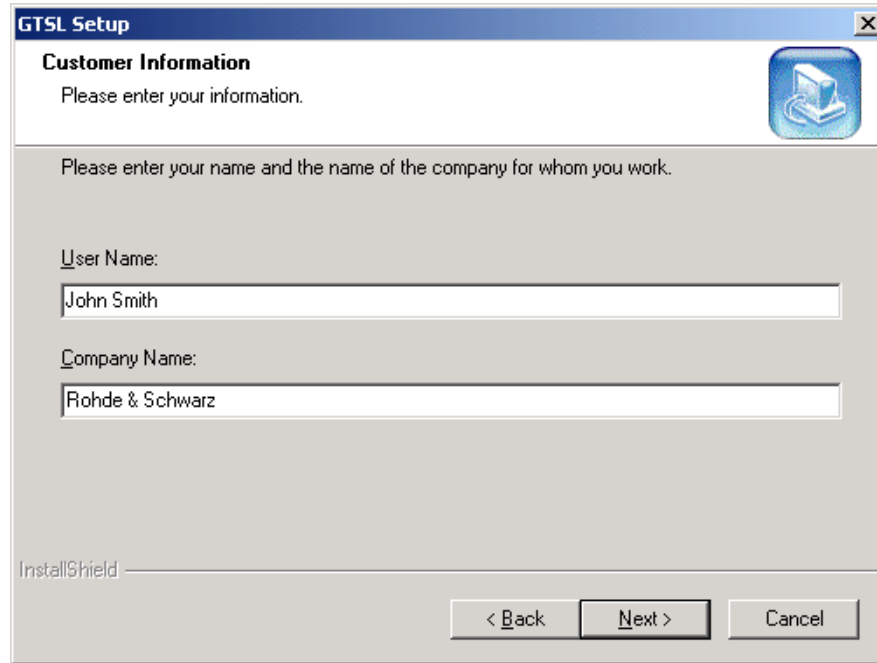 GTSL Setup
Customer Information
Please enter your information.
Please enter your name and the name of the company for whom you work.
User Name:
John Smith
Company Name:
Rohde & Schwarz
InstallShield
< Back Next > Cancel